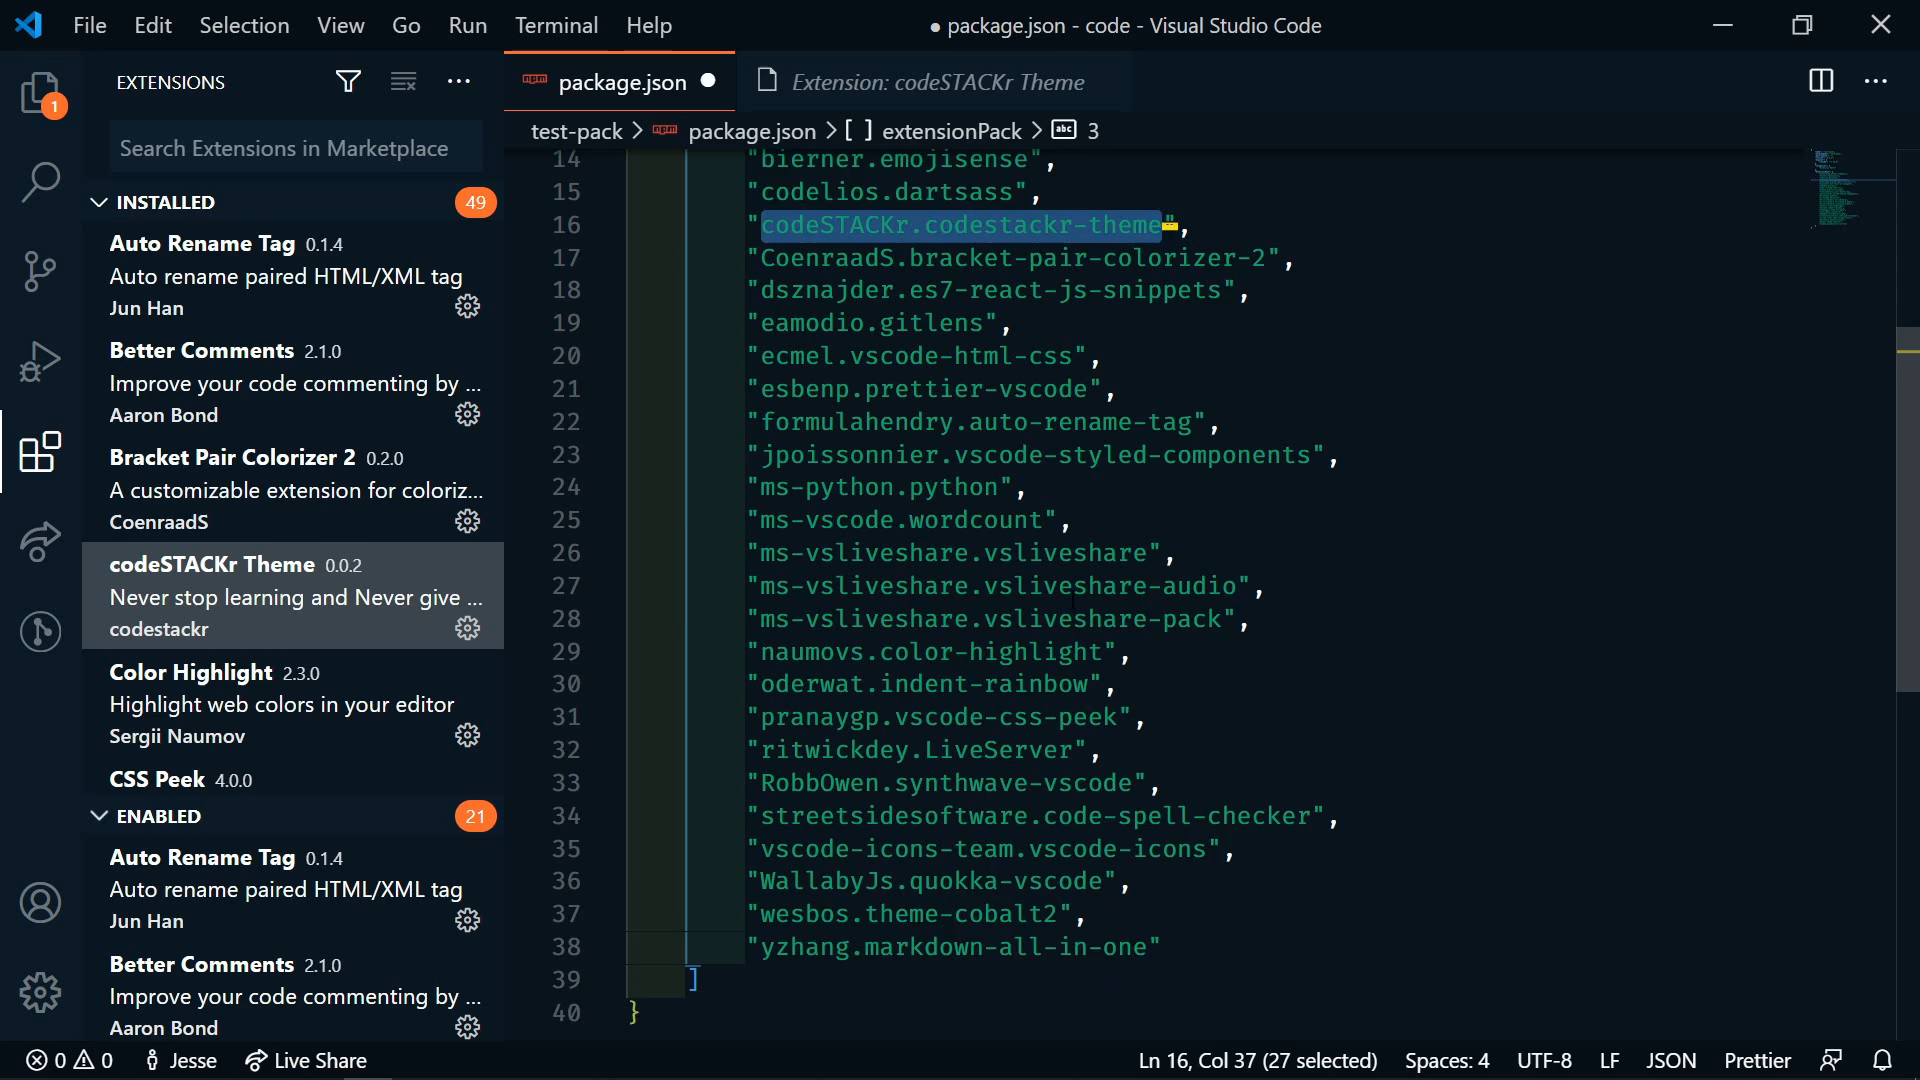 File Edit Selection View Go Run Terminal Help
● package.json - code - Visual Studio Code
1
EXTENSIONS
Search Extensions in Marketplace
INSTALLED 49
Auto Rename Tag 0.1.4
Auto rename paired HTML/XML tag
Jun Han
Better Comments 2.1.0
Improve your code commenting by ...
Aaron Bond
Bracket Pair Colorizer 2 0.2.0
A customizable extension for coloriz...
CoenraadS
codeSTACKr Theme 0.0.2
Never stop learning and Never give ...
codestackr
Color Highlight 2.3.0
Highlight web colors in your editor
Sergii Naumov
CSS Peek 4.0.0
ENABLED 21
Auto Rename Tag 0.1.4
Auto rename paired HTML/XML tag
Jun Han
Better Comments 2.1.0
Improve your code commenting by ...
Aaron Bond
package.json ●
Extension: codeSTACKr Theme
test-pack > package.json > [ ] extensionPack > abc 3
14 "bierner.emojisense",
15 "codelios.dartsass",
16 "codeSTACKr.codestackr-theme",
17 "CoenraadS.bracket-pair-colorizer-2",
18 "dsznajder.es7-react-js-snippets",
19 "eamodio.gitlens",
20 "ecmel.vscode-html-css",
21 "esbenp.prettier-vscode",
22 "formulahendry.auto-rename-tag",
23 "jpoissonnier.vscode-styled-components",
24 "ms-python.python",
25 "ms-vscode.wordcount",
26 "ms-vsliveshare.vsliveshare",
27 "ms-vsliveshare.vsliveshare-audio",
28 "ms-vsliveshare.vsliveshare-pack",
29 "naumovs.color-highlight",
30 "oderwat.indent-rainbow",
31 "pranaygp.vscode-css-peek",
32 "ritwickdey.LiveServer",
33 "RobbOwen.synthwave-vscode",
34 "streetsidesoftware.code-spell-checker",
35 "vscode-icons-team.vscode-icons",
36 "WallabyJs.quokka-vscode",
37 "wesbos.theme-cobalt2",
38 "yzhang.markdown-all-in-one"
39 ]
40 }
0 0 Jesse Live Share
Ln 16, Col 37 (27 selected) Spaces: 4 UTF-8 LF JSON Prettier